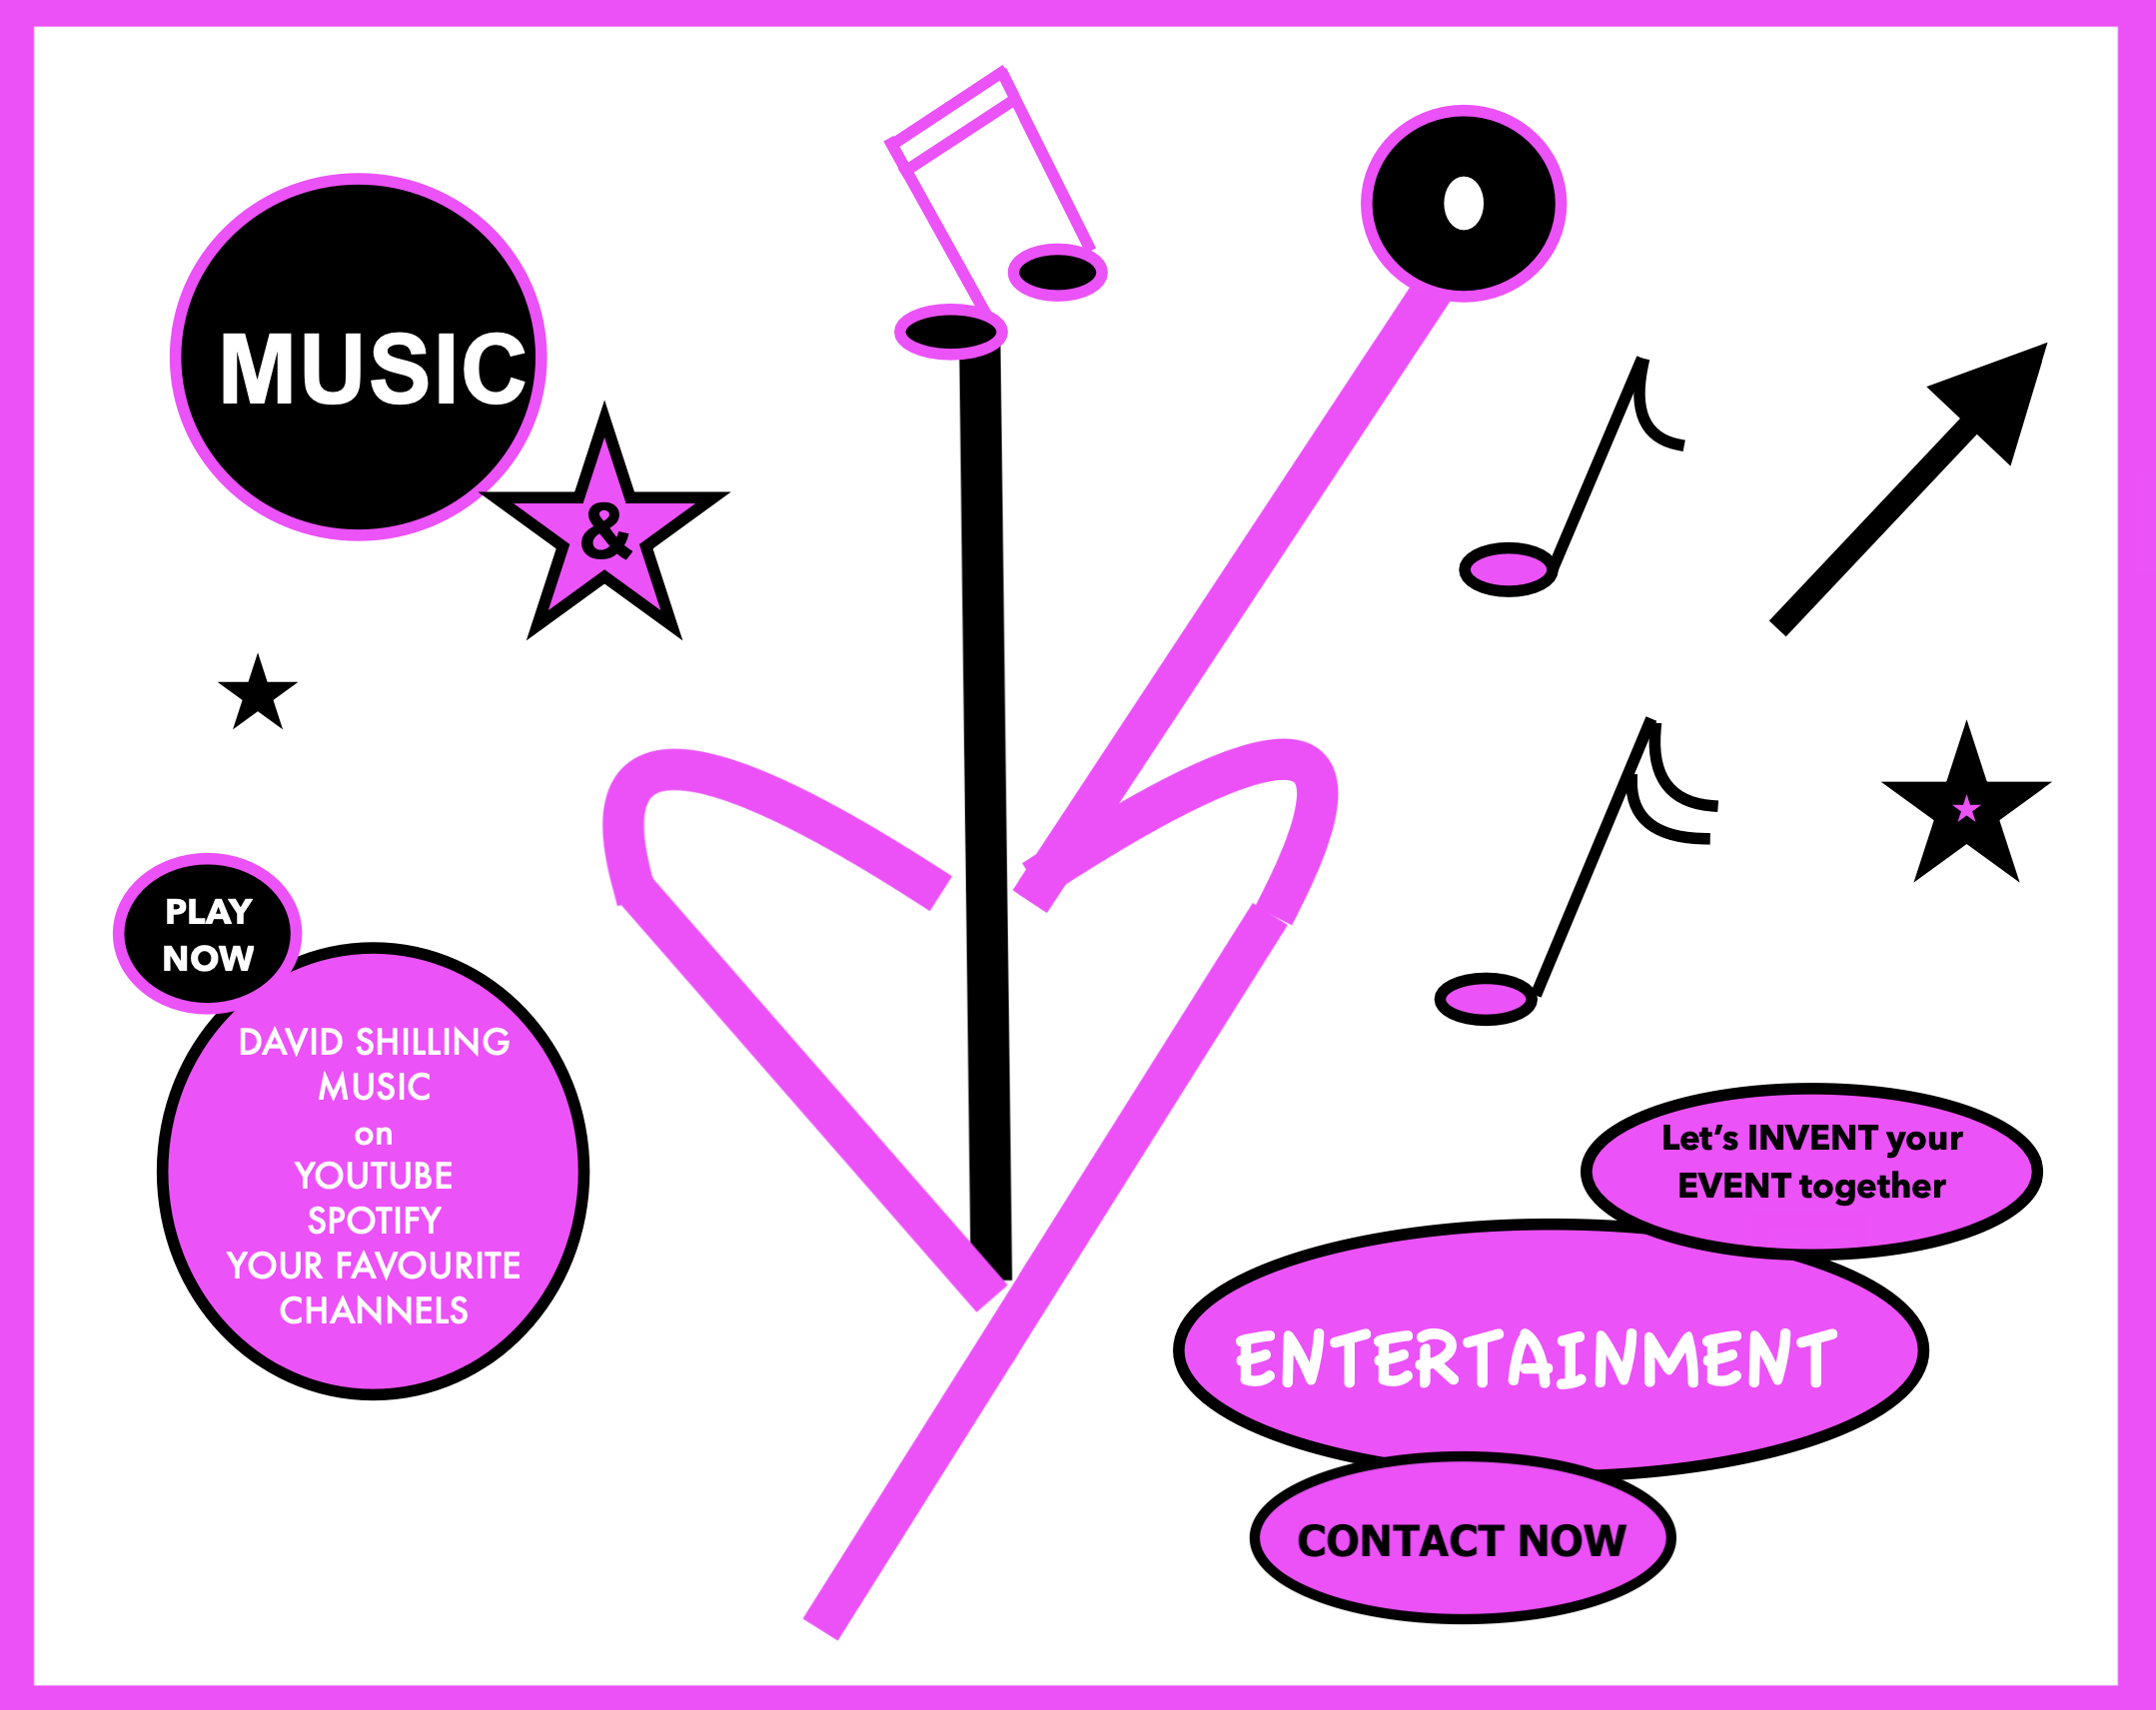 MUSIC
&
PLAY
NOW
DAVID SHILLING
MUSIC
on
YOUTUBE
SPOTIFY
YOUR FAVOURITE
CHANNELS
Let’s INVENT your
EVENT together
ENTERTAINMENT
CONTACT NOW